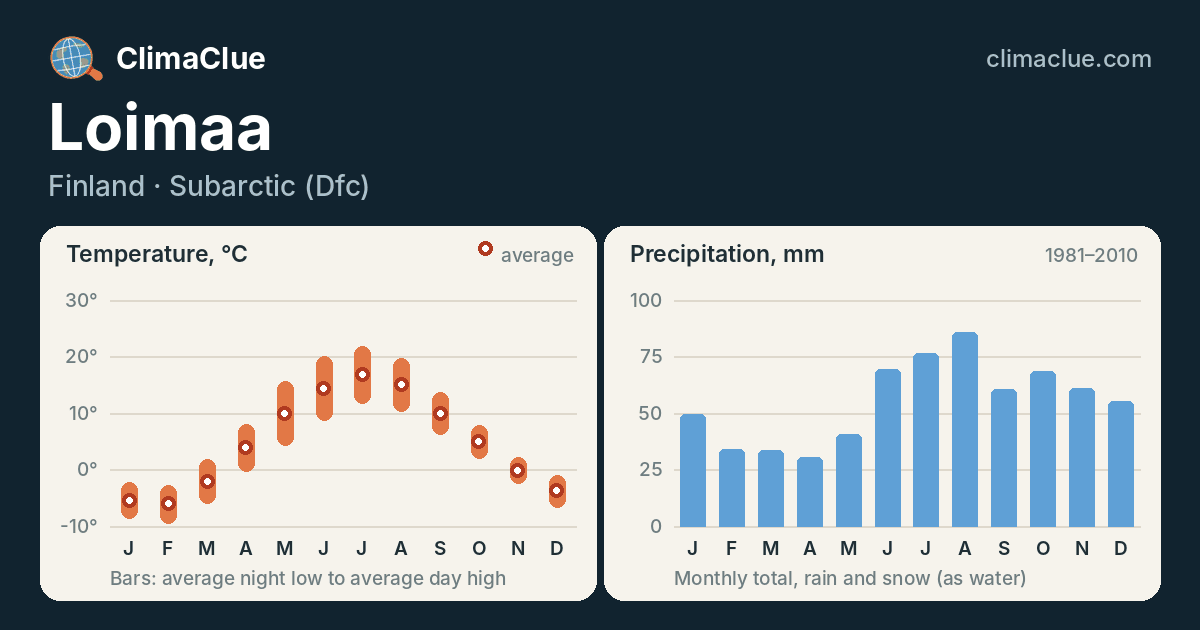 ClimaClue
climaclue.com
Loimaa
Finland · Subarctic (Dfc)
Temperature, °C
average
30°
20°
10°
0°
-10°
J F M A M J J A S O N D
Bars: average night low to average day high
Precipitation, mm
1981–2010
100
75
50
25
0
J F M A M J J A S O N D
Monthly total, rain and snow (as water)